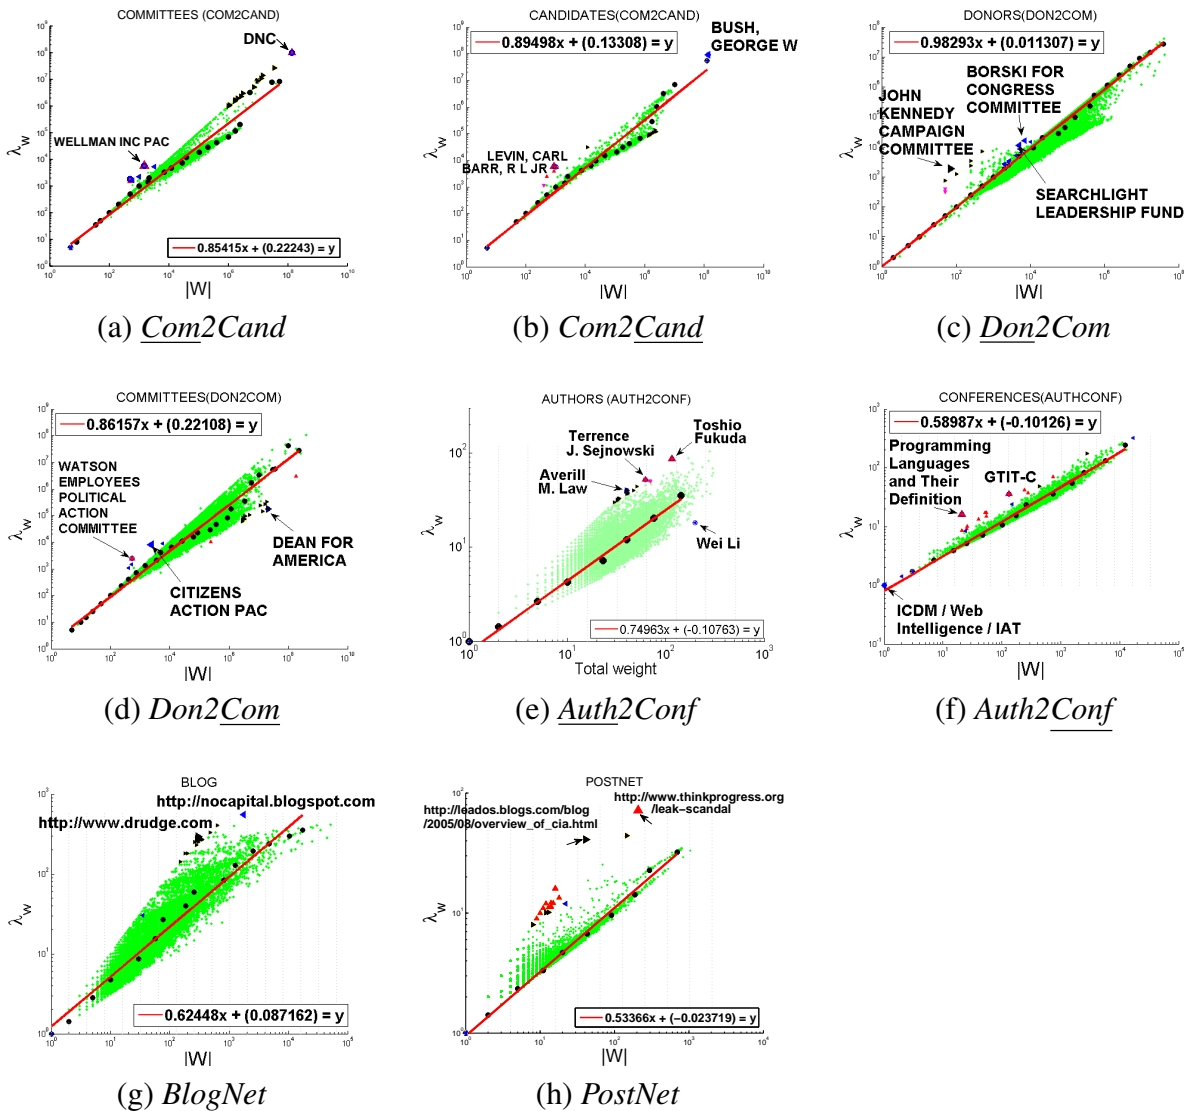 COMMITTEES (COM2CAND)
DNC
WELLMAN INC PAC
0.85415x + (0.22243) = y
λw
|W|
(a) Com2Cand
CANDIDATES(COM2CAND)
0.89498x + (0.13308) = y
BUSH,
GEORGE W
LEVIN, CARL
BARR, R L JR
λw
|W|
(b) Com2Cand
DONORS(DON2COM)
0.98293x + (0.011307) = y
BORSKI FOR
CONGRESS
COMMITTEE
JOHN
KENNEDY
CAMPAIGN
COMMITTEE
SEARCHLIGHT
LEADERSHIP FUND
λw
|W|
(c) Don2Com
COMMITTEES(DON2COM)
0.86157x + (0.22108) = y
WATSON
EMPLOYEES
POLITICAL
ACTION
COMMITTEE
DEAN FOR
AMERICA
CITIZENS
ACTION PAC
λw
|W|
(d) Don2Com
AUTHORS (AUTH2CONF)
Toshio
Fukuda
Terrence
J. Sejnowski
Averill
M. Law
Wei Li
0.74963x + (-0.10763) = y
λw
Total weight
(e) Auth2Conf
CONFERENCES(AUTHCONF)
0.58987x + (-0.10126) = y
Programming
Languages
and Their
Definition
GTIT-C
ICDM / Web
Intelligence / IAT
λw
|W|
(f) Auth2Conf
BLOG
http://nocapital.blogspot.com
http://www.drudge.com
0.62448x + (0.087162) = y
λw
|W|
(g) BlogNet
POSTNET
http://www.thinkprogress.org
/leak-scandal
http://leados.blogs.com/blog
/2005/08/overview_of_cia.html
0.53366x + (-0.023719) = y
λw
|W|
(h) PostNet